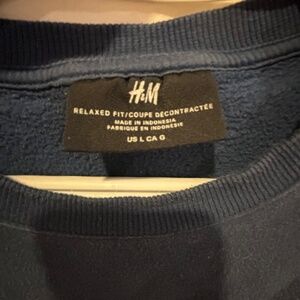 H&M
RELAXED FIT/COUPE DÉCONTRACTÉE
MADE IN INDONESIA
FABRIQUÉ EN INDONÉSIE
US L CA G